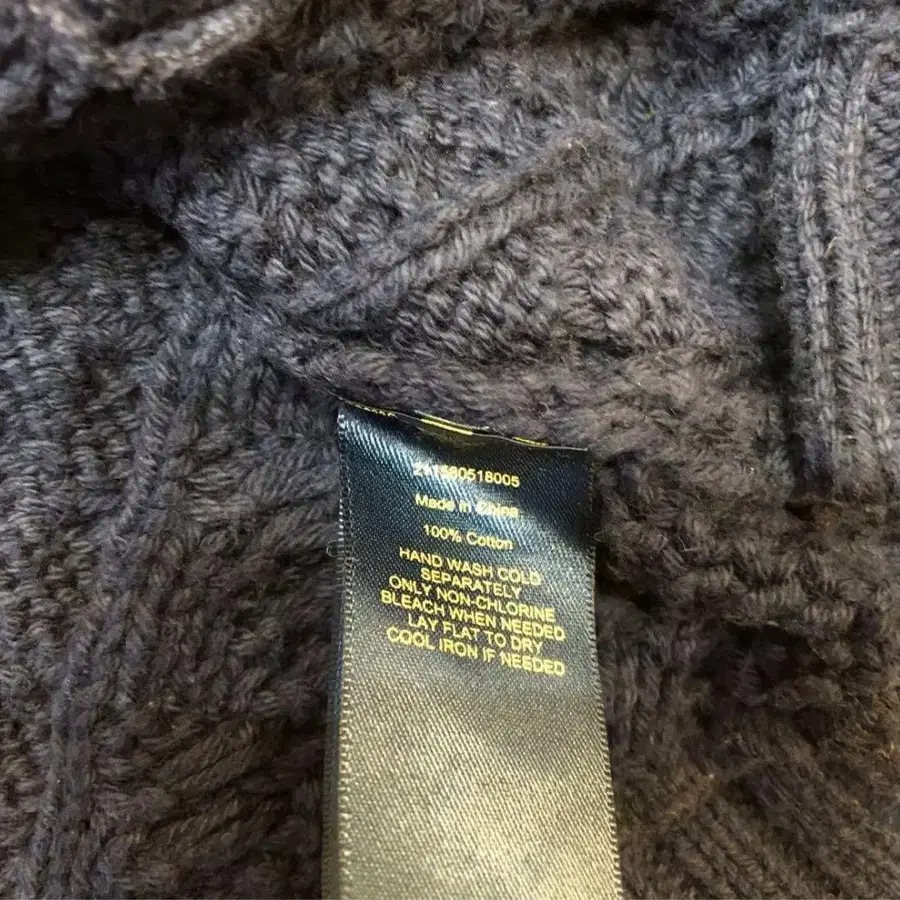 211580518005
Made in China
100% Cotton
HAND WASH COLD
SEPARATELY
ONLY NON-CHLORINE
BLEACH WHEN NEEDED
LAY FLAT TO DRY
COOL IRON IF NEEDED